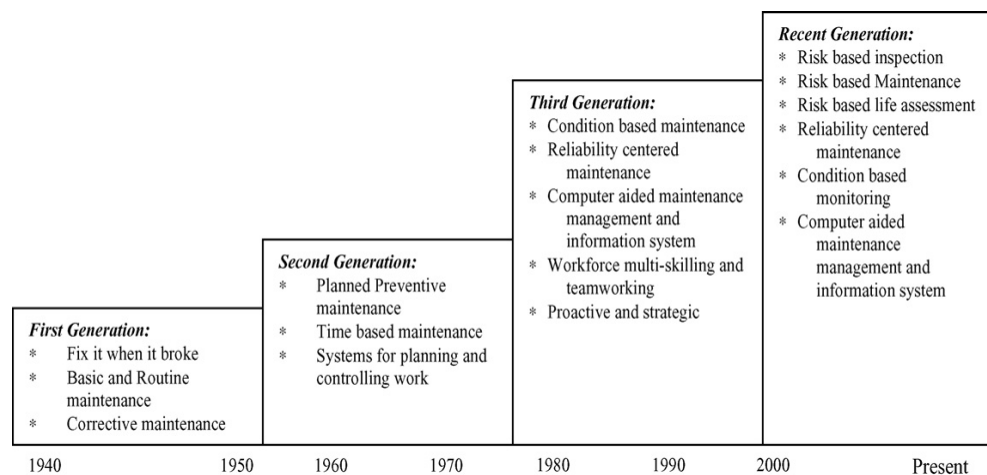 First Generation:
* Fix it when it broke
* Basic and Routine
maintenance
* Corrective maintenance
Second Generation:
* Planned Preventive
maintenance
* Time based maintenance
* Systems for planning and
controlling work
Third Generation:
* Condition based maintenance
* Reliability centered
maintenance
* Computer aided maintenance
management and
information system
* Workforce multi-skilling and
teamworking
* Proactive and strategic
Recent Generation:
* Risk based inspection
* Risk based Maintenance
* Risk based life assessment
* Reliability centered
maintenance
* Condition based
monitoring
* Computer aided
maintenance
management and
information system
1940 1950 1960 1970 1980 1990 2000 Present